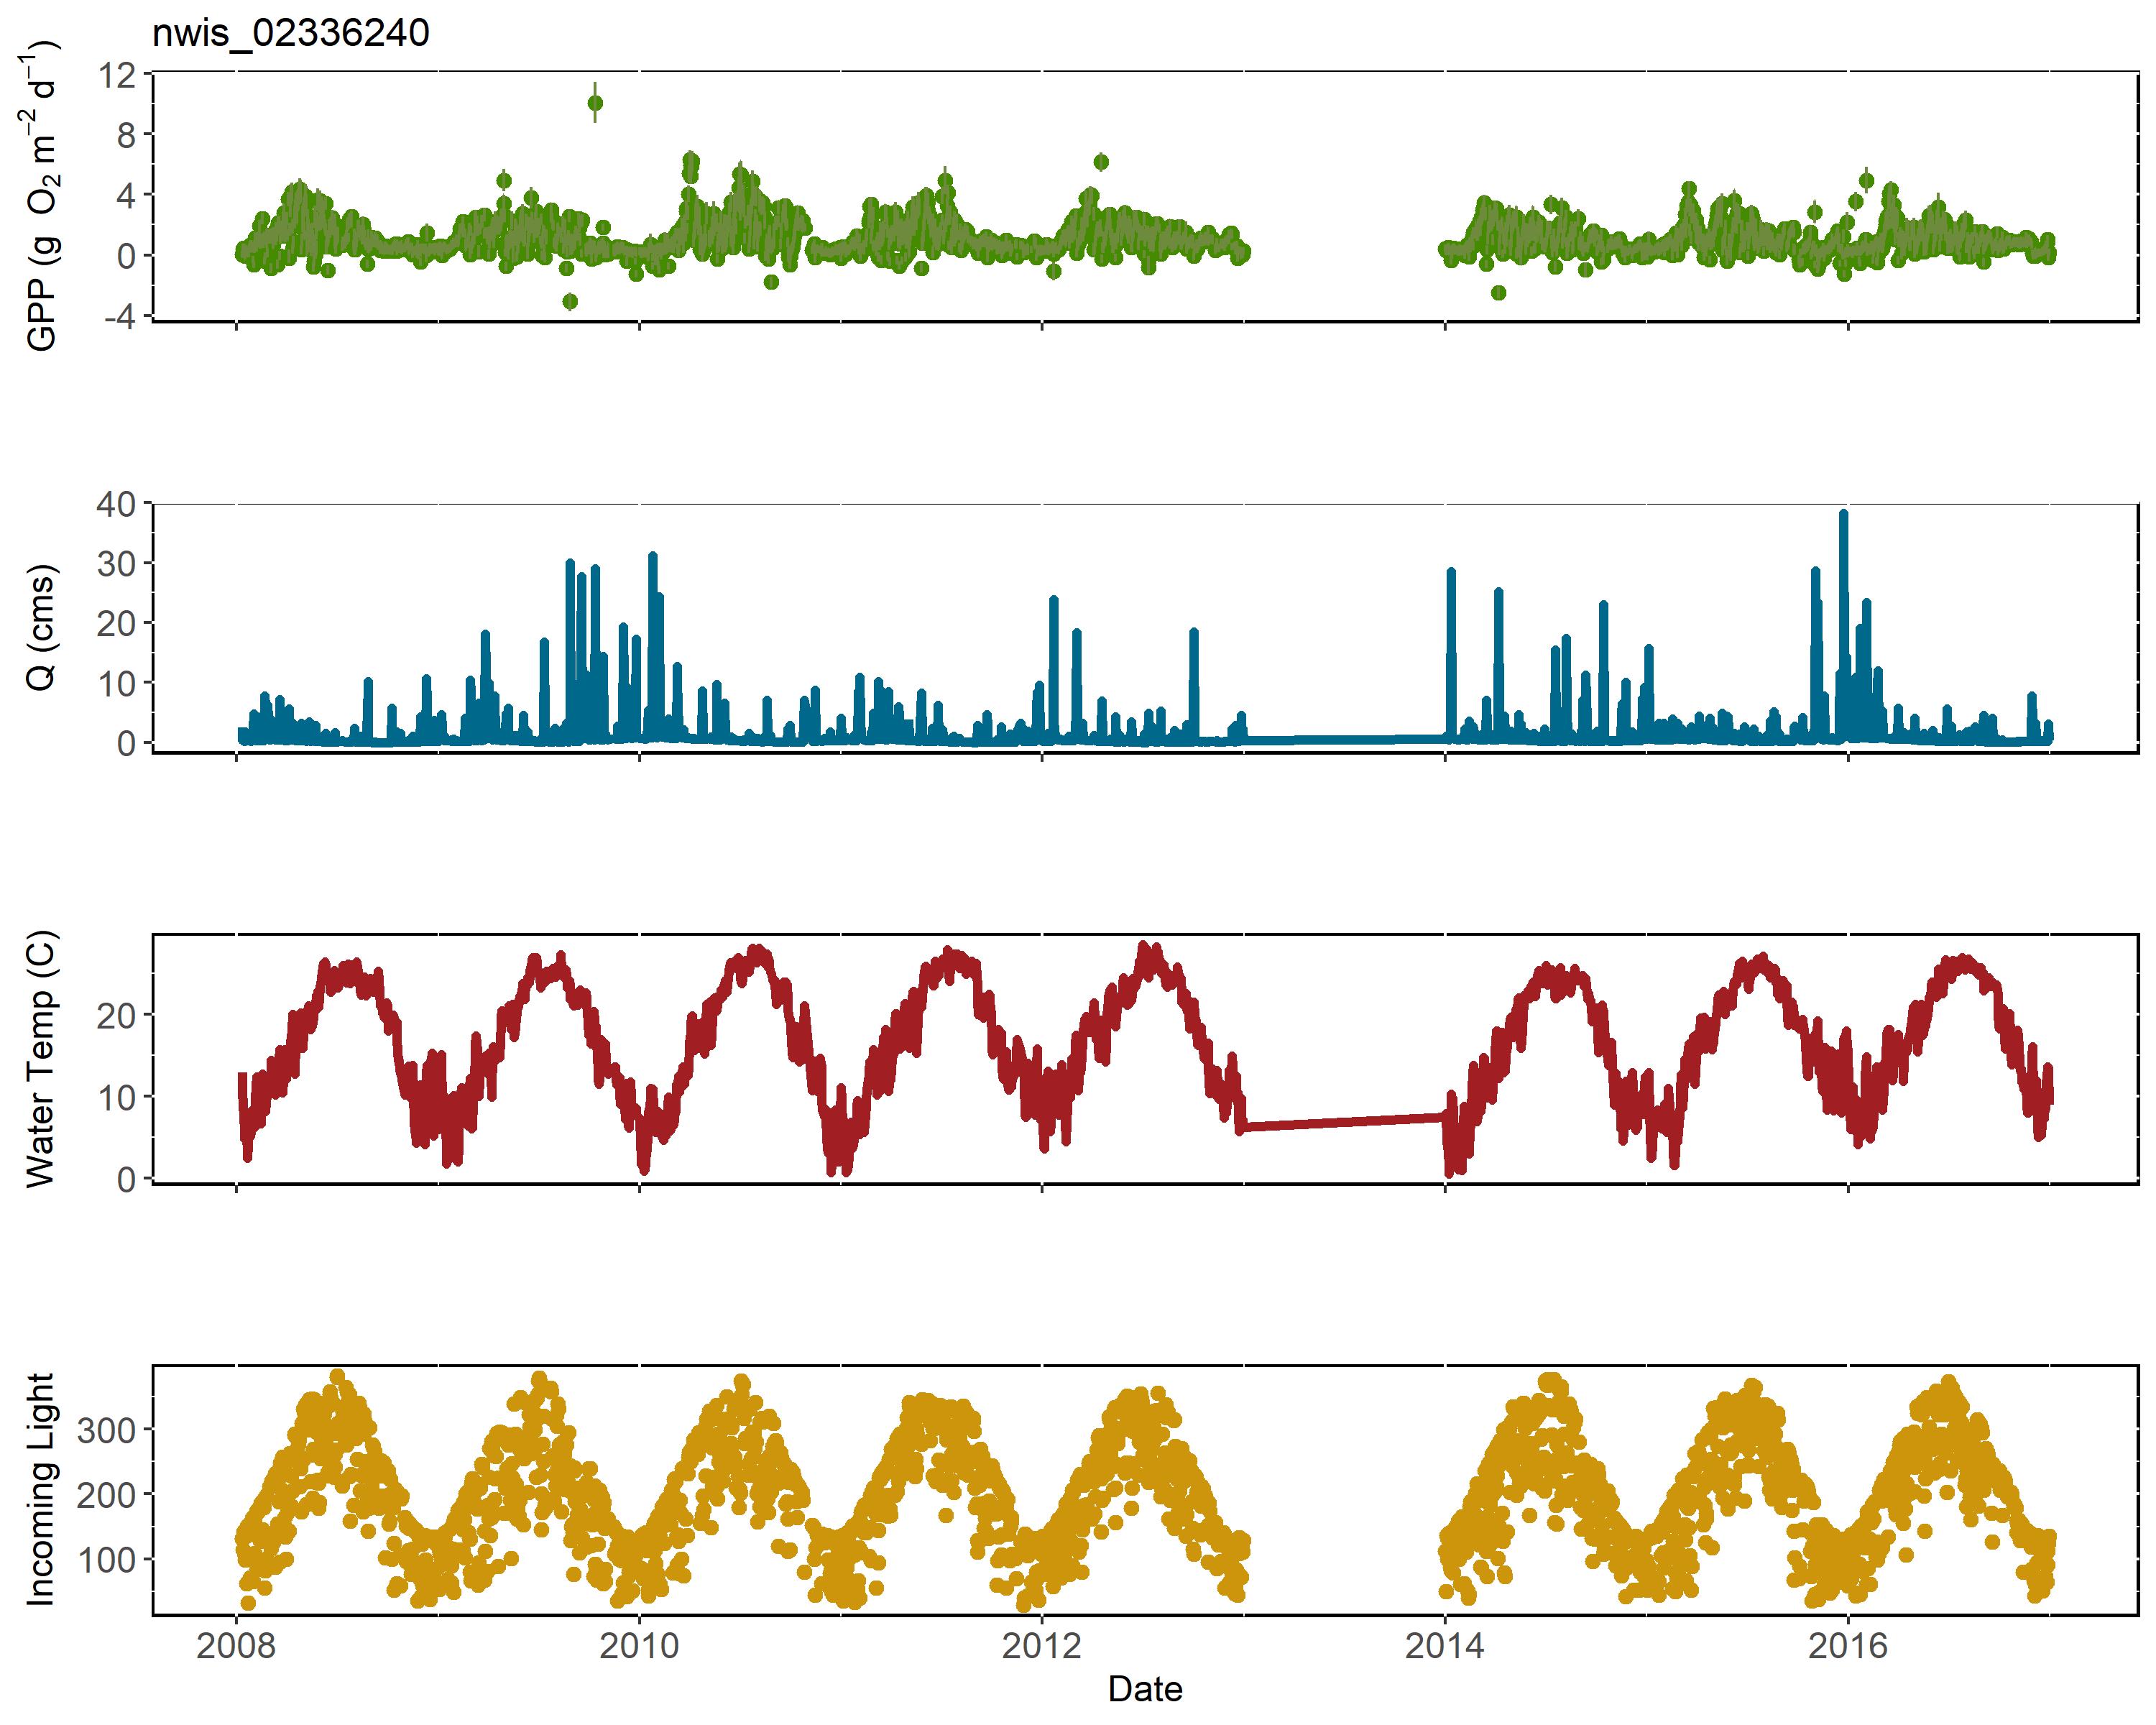 nwis_02336240
GPP (g O₂ m⁻² d⁻¹)
12
8
4
0
-4
Q (cms)
40
30
20
10
0
Water Temp (C)
20
10
0
Incoming Light
300
200
100
2008 2010 2012 2014 2016
Date